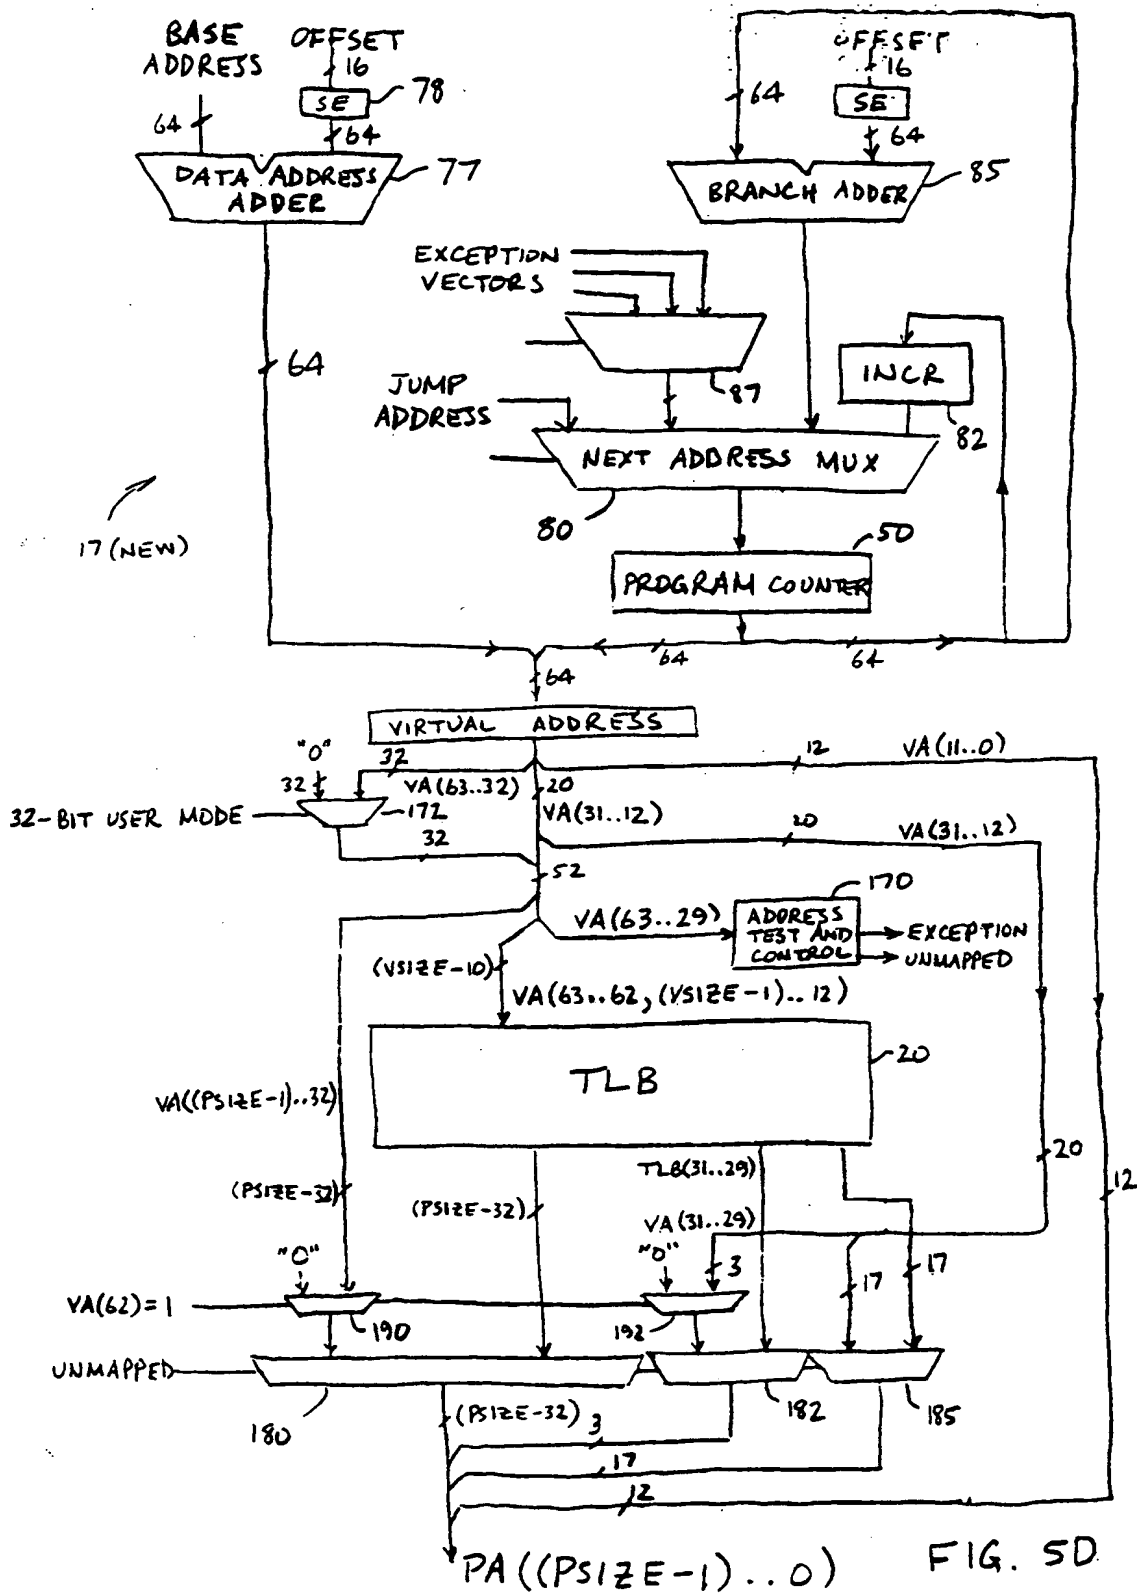 BASE ADDRESS
OFFSET
16
SE
78
64
64
DATA ADDRESS ADDER
77
OFFSET
16
64
SE
64
BRANCH ADDER
85
EXCEPTION VECTORS
64
87
INCR
82
JUMP ADDRESS
NEXT ADDRESS MUX
80
17 (NEW)
50
PROGRAM COUNTER
64
64
64
VIRTUAL ADDRESS
"0"
32
32
VA(63..32)
20
VA(31..12)
12
VA(11..0)
32-BIT USER MODE
172
32
20
VA(31..12)
52
170
VA(63..29)
ADDRESS TEST AND CONTROL
EXCEPTION
UNMAPPED
(VSIZE-10)
VA(63..62, (VSIZE-1)..12)
TLB
20
VA((PSIZE-1)..32)
20
12
TLB(31..29)
(PSIZE-32)
(PSIZE-32)
VA(31..29)
"0"
"0"
3
17
17
VA(62)=1
190
192
UNMAPPED
180
182
185
(PSIZE-32)
3
17
12
PA((PSIZE-1)..0)
FIG. 5D